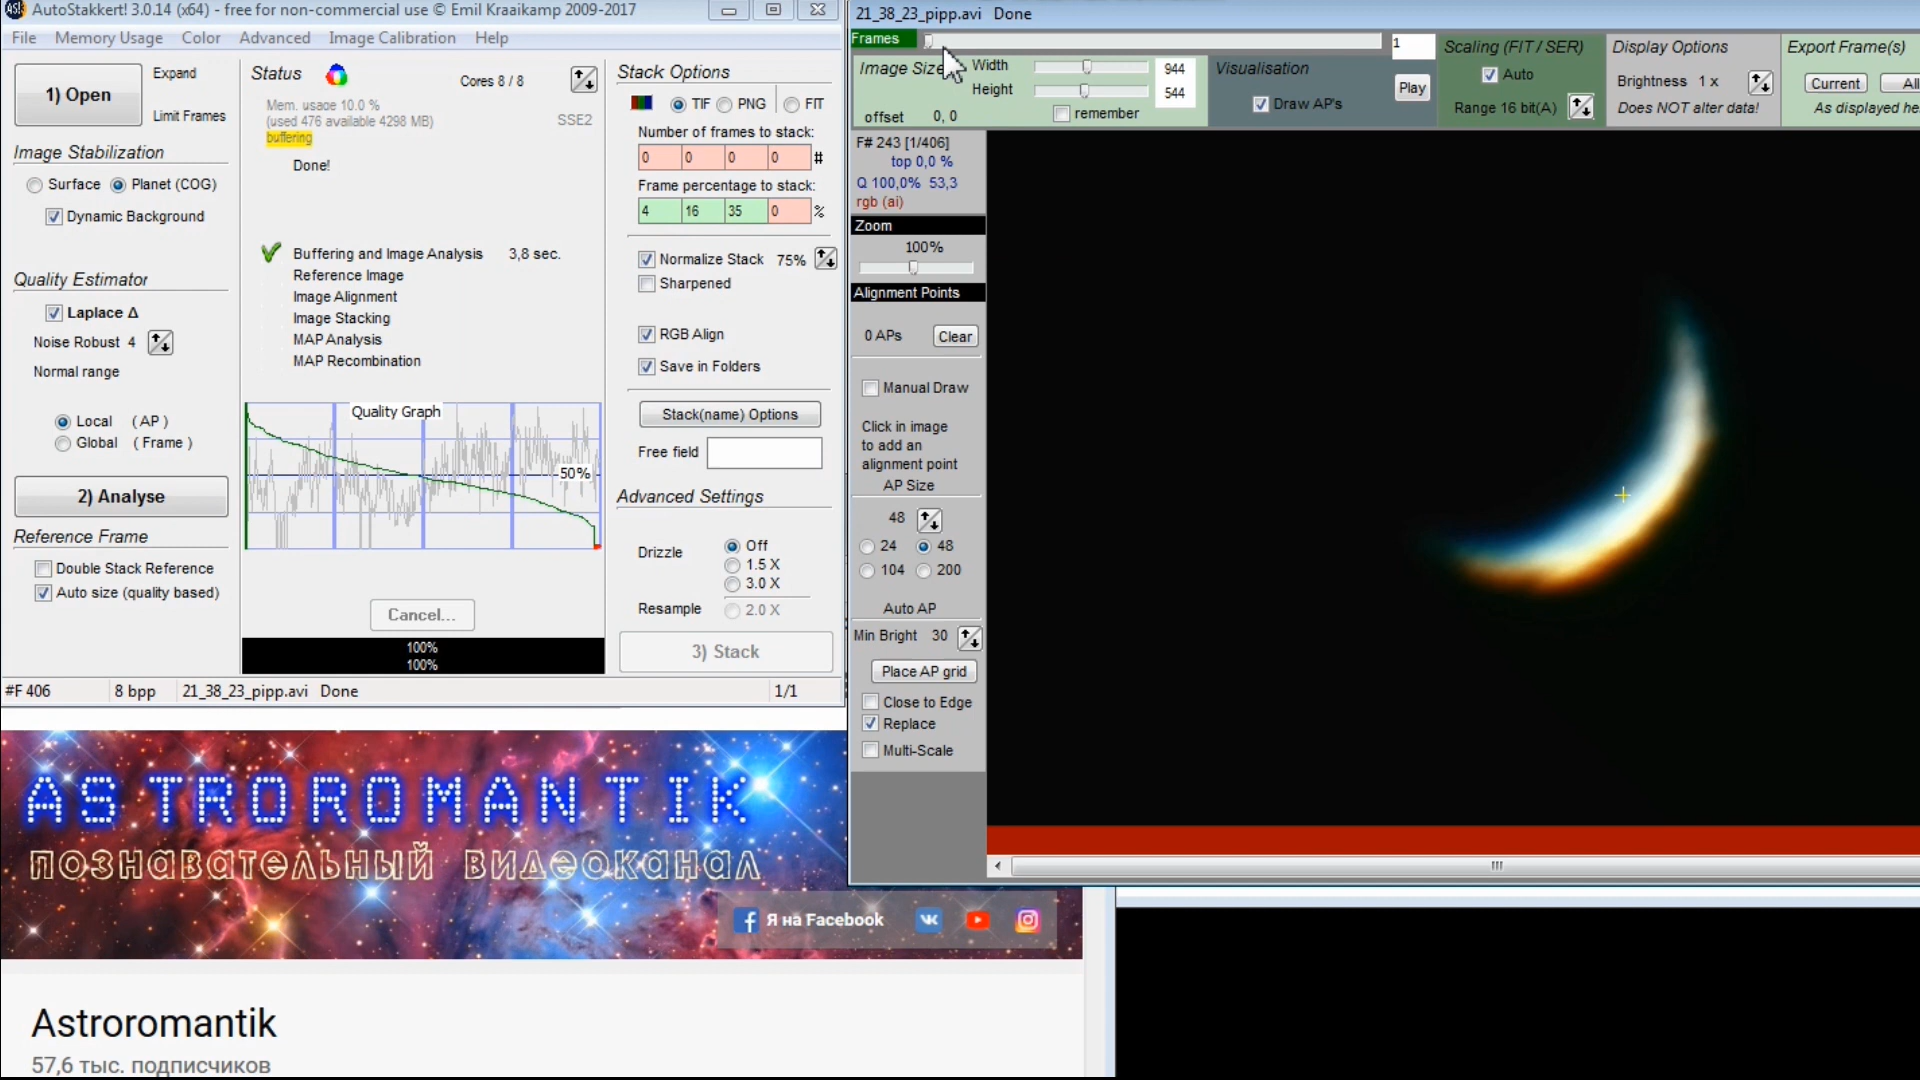 AutoStakkert! 3.0.14 (x64) - free for non-commercial use © Emil Kraaikamp 2009-2017
File Memory Usage Color Advanced Image Calibration Help
1) Open
Expand
Limit Frames
Image Stabilization
Surface Planet (COG)
Dynamic Background
Quality Estimator
Laplace Δ
Noise Robust 4
Normal range
Local (AP)
Global (Frame)
2) Analyse
Reference Frame
Double Stack Reference
Auto size (quality based)
Status
Cores 8 / 8
Mem. usage 10.0 %
(used 476 available 4298 MB)
SSE2
buffering
Done!
Buffering and Image Analysis 3,8 sec.
Reference Image
Image Alignment
Image Stacking
MAP Analysis
MAP Recombination
Quality Graph
50%
Cancel...
100%
100%
Stack Options
TIF PNG FIT
Number of frames to stack:
0 0 0 0 #
Frame percentage to stack:
4 16 35 0 %
Normalize Stack 75%
Sharpened
RGB Align
Save in Folders
Stack(name) Options
Free field
Advanced Settings
Drizzle
Off
1.5 X
3.0 X
Resample 2.0 X
3) Stack
#F 406 8 bpp 21_38_23_pipp.avi Done 1/1
21_38_23_pipp.avi Done
Frames
1
Image Size
Width 944
Height 544
offset 0, 0
remember
Visualisation
Draw AP's
Play
Scaling (FIT / SER)
Auto
Range 16 bit(A)
Display Options
Brightness 1 x
Does NOT alter data!
Export Frame(s)
Current All
As displayed he
F# 243 [1/406]
top 0,0 %
Q 100,0% 53,3
rgb (ai)
Zoom
100%
Alignment Points
0 APs Clear
Manual Draw
Click in image
to add an
alignment point
AP Size
48
24 48
104 200
Auto AP
Min Bright 30
Place AP grid
Close to Edge
Replace
Multi-Scale
ASTROROMANTIK
познавательный видеоканал
Я на Facebook
Astroromantik
57,6 тыс. подписчиков